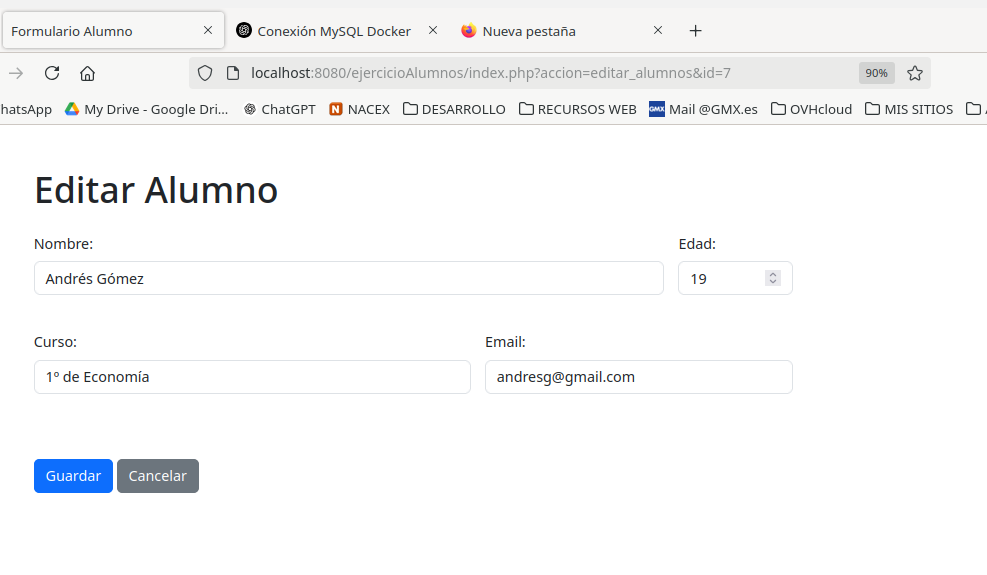 Formulario Alumno
Conexión MySQL Docker
Nueva pestaña
localhost:8080/ejercicioAlumnos/index.php?accion=editar_alumnos&id=7
90%
hatsApp
My Drive - Google Dri...
ChatGPT
N NACEX
DESARROLLO
RECURSOS WEB
GMX Mail @GMX.es
OVHcloud
MIS SITIOS
Editar Alumno
Nombre:
Edad:
Andrés Gómez
19
Curso:
Email:
1º de Economía
andresg@gmail.com
Guardar
Cancelar